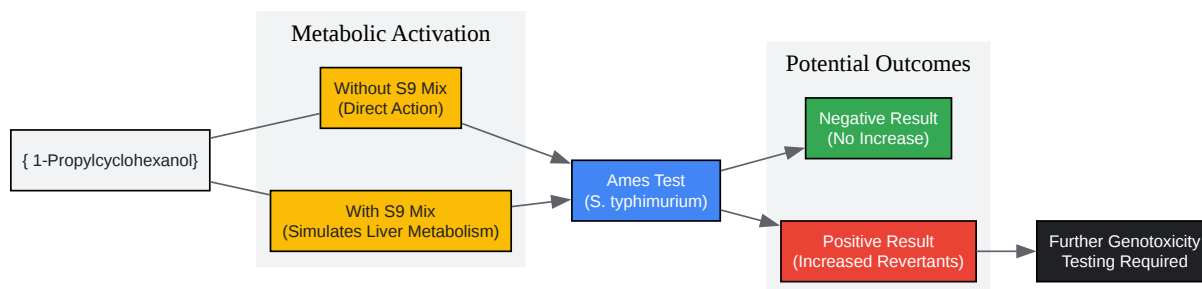 Metabolic Activation
Without S9 Mix
(Direct Action)
{ 1-Propylcyclohexanol}
With S9 Mix
(Simulates Liver Metabolism)
Ames Test
(S. typhimurium)
Potential Outcomes
Negative Result
(No Increase)
Positive Result
(Increased Revertants)
Further Genotoxicity
Testing Required